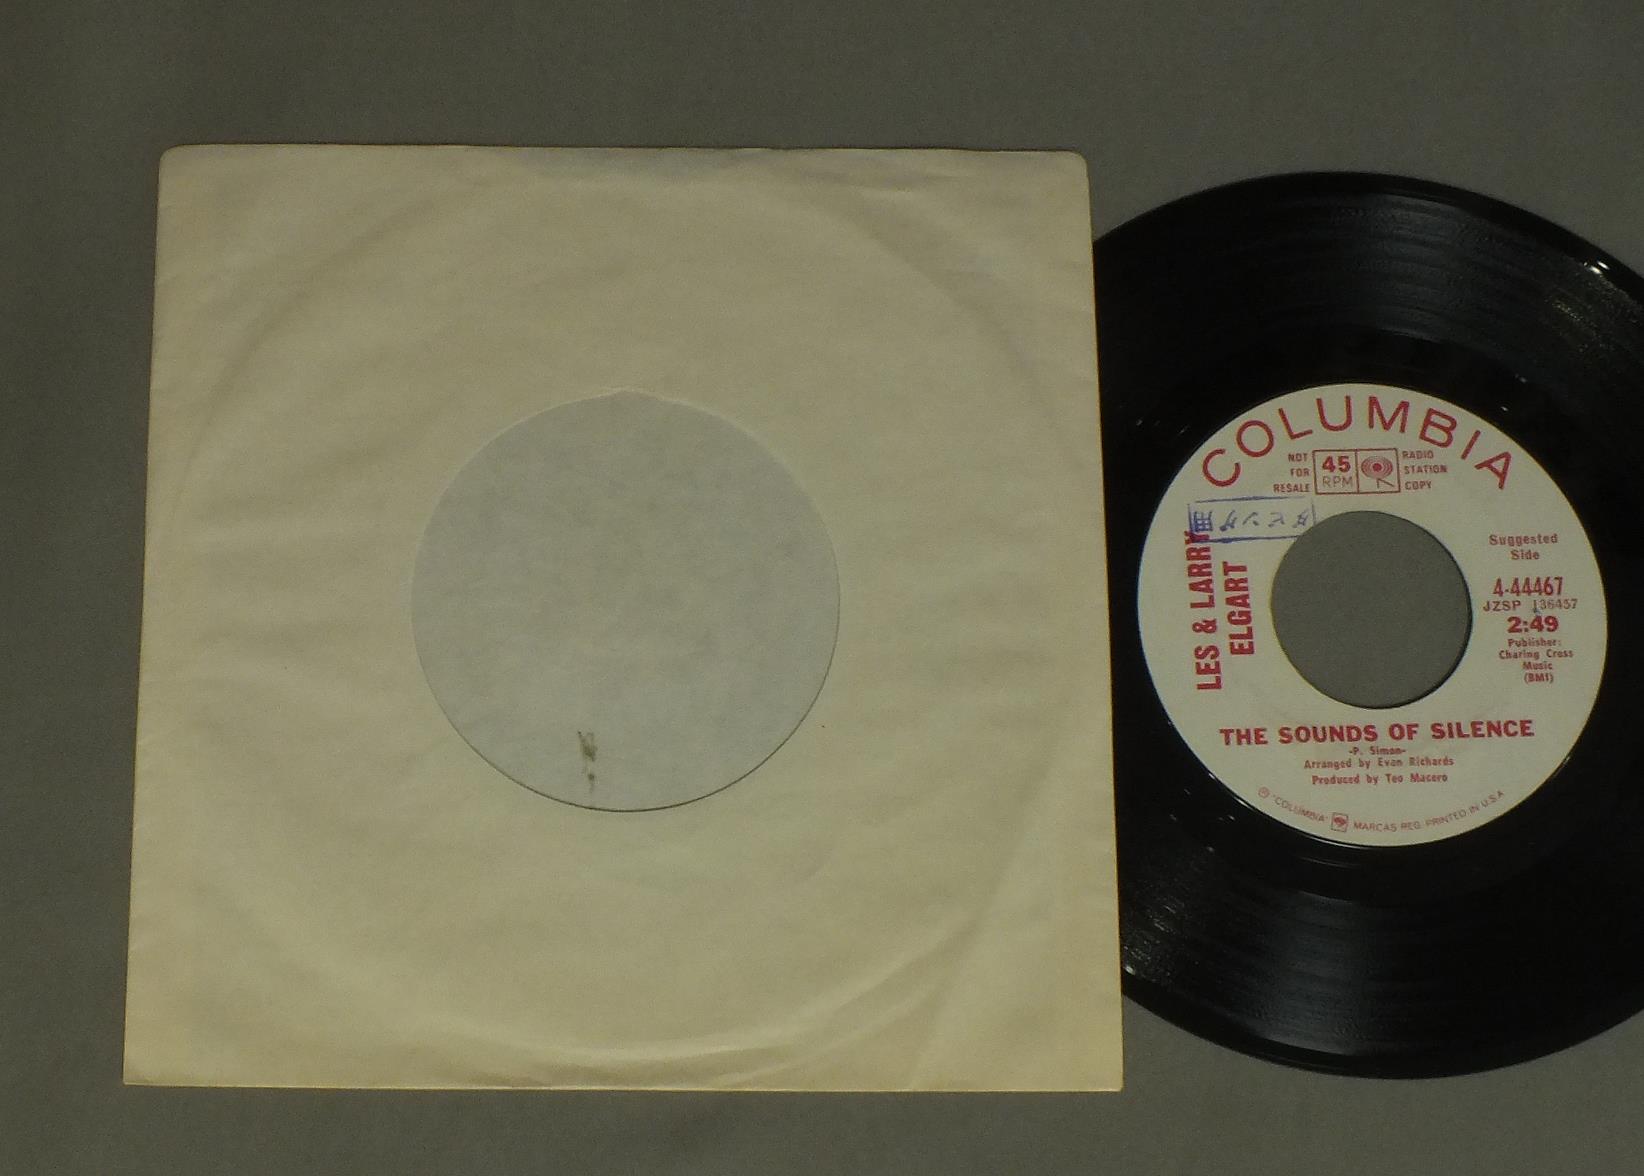 COLUMBIA
NOT FOR RESALE
45 RPM
RADIO STATION COPY
LES & LARRY
ELGART
Suggested
Side
4-44467
JZSP 136457
2:49
Publisher:
Charing Cross
Music
(BMI)
THE SOUNDS OF SILENCE
-P. Simon-
Arranged by Evan Richards
Produced by Teo Macero
® "COLUMBIA" MARCAS REG. PRINTED IN U.S.A.